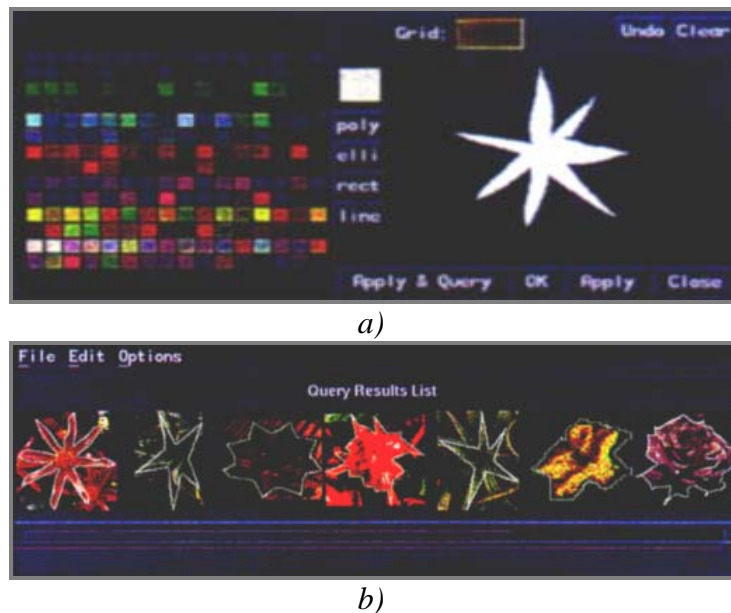 Grid: Undo Clear
poly
elli
rect
line
Apply & Query OK Apply Close
a)
File Edit Options
Query Results List
b)